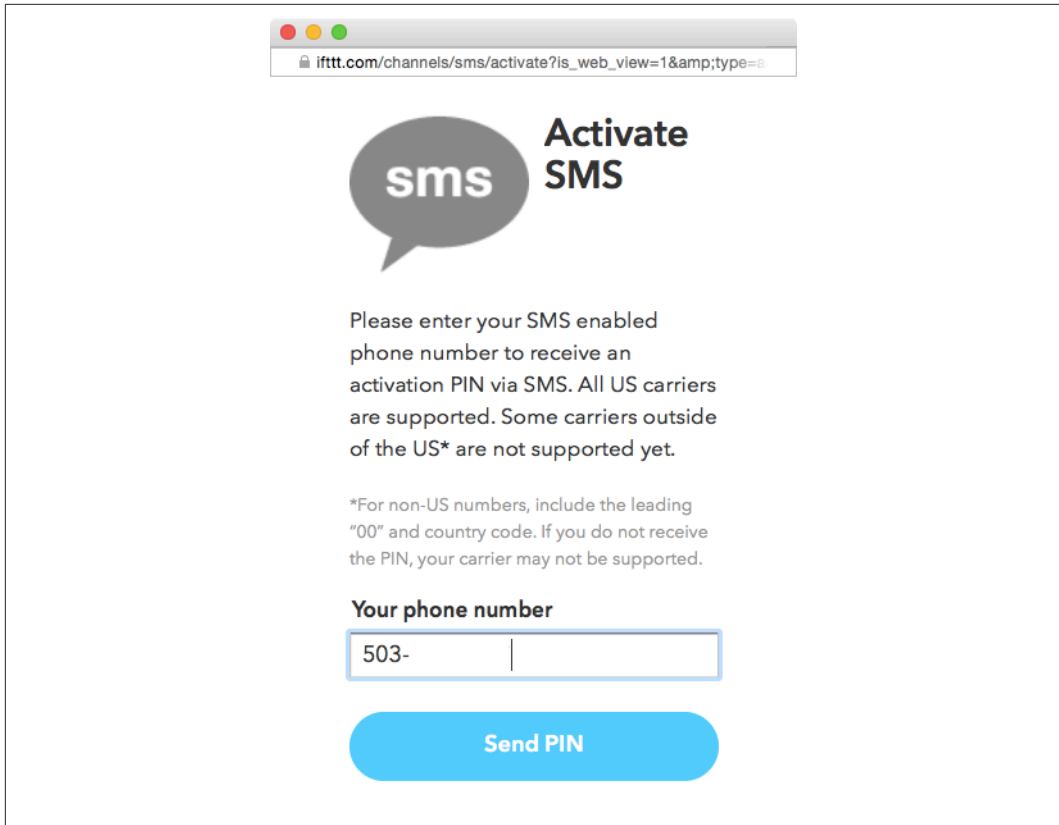 ifttt.com/channels/sms/activate?is_web_view=1&amp;type=a
sms
Activate
SMS
Please enter your SMS enabled
phone number to receive an
activation PIN via SMS. All US carriers
are supported. Some carriers outside
of the US* are not supported yet.
*For non-US numbers, include the leading
“00” and country code. If you do not receive
the PIN, your carrier may not be supported.
Your phone number
503-
Send PIN